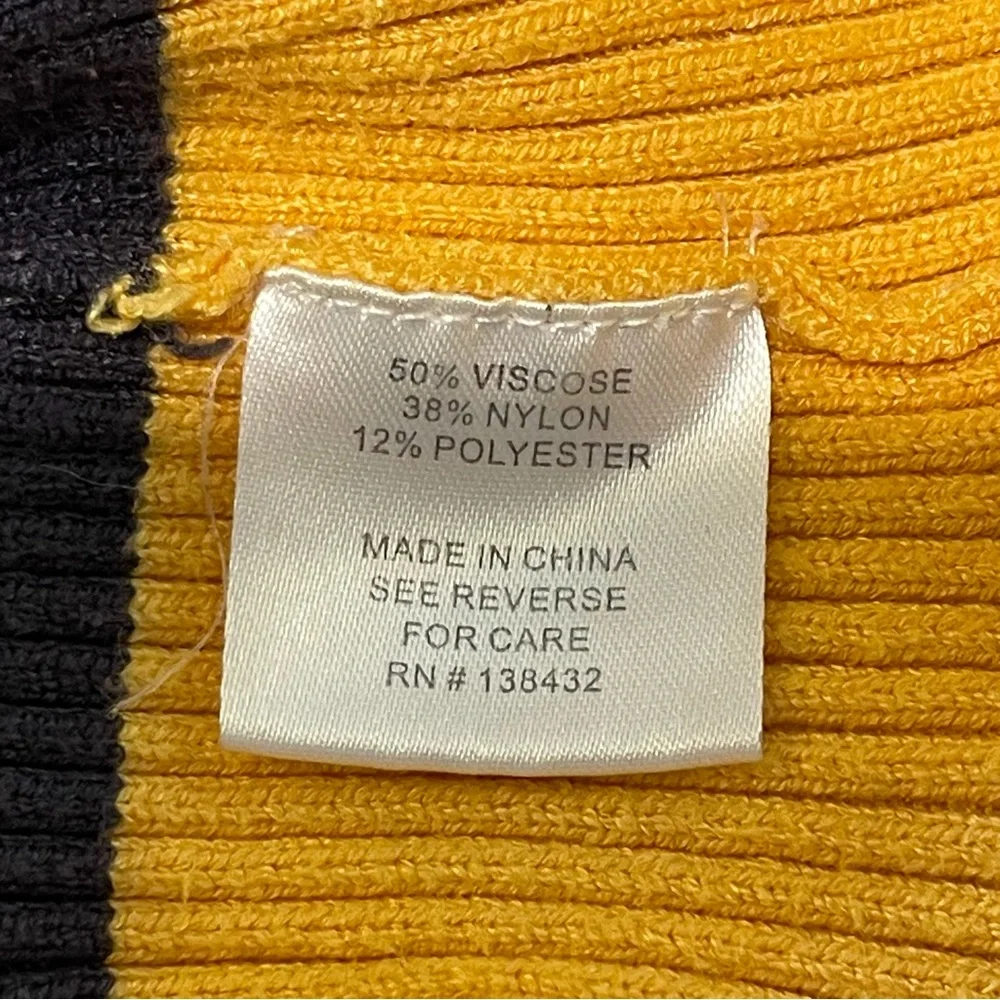 50% VISCOSE
38% NYLON
12% POLYESTER
MADE IN CHINA
SEE REVERSE
FOR CARE
RN # 138432